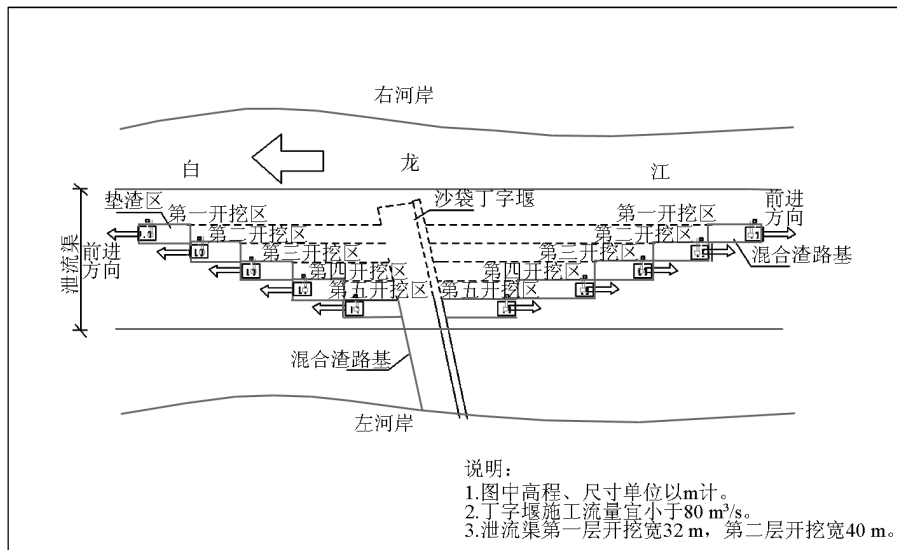 右河岸
白 龙 江
垫渣区
沙袋丁字堰
前进
方向
第一开挖区 第一开挖区
第二开挖区 第二开挖区
泄流渠
前进
方向
第三开挖区 第三开挖区
混合渣路基
第四开挖区 第四开挖区
第五开挖区 第五开挖区
混合渣路基
左河岸
说明：
1.图中高程、尺寸单位以m计。
2.丁字堰施工流量宜小于80 m³/s。
3.泄流渠第一层开挖宽32 m，第二层开挖宽40 m。